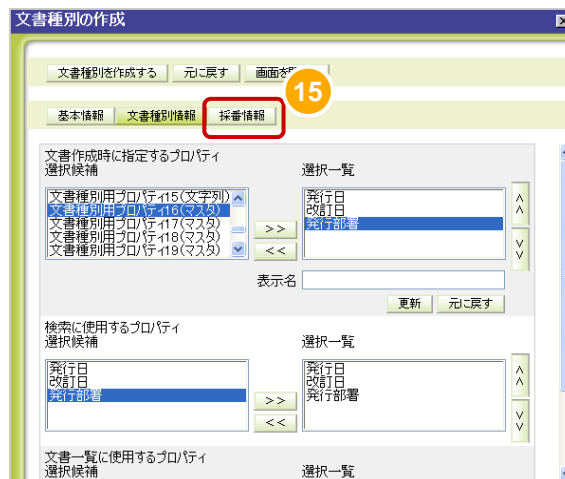 文書種別の作成
文書種別を作成する 元に戻す 画面を
15
基本情報 文書種別情報 採番情報
文書作成時に指定するプロパティ
選択候補 選択一覧
文書種別用プロパティ15(文字列)
文書種別用プロパティ16(マスタ)
文書種別用プロパティ17(マスタ)
文書種別用プロパティ18(マスタ)
文書種別用プロパティ19(マスタ)
>>
<<
発行日
改訂日
発行部署
表示名
更新 元に戻す
検索に使用するプロパティ
選択候補 選択一覧
発行日
改訂日
発行部署
>>
<<
発行日
改訂日
発行部署
文書一覧に使用するプロパティ
選択候補 選択一覧